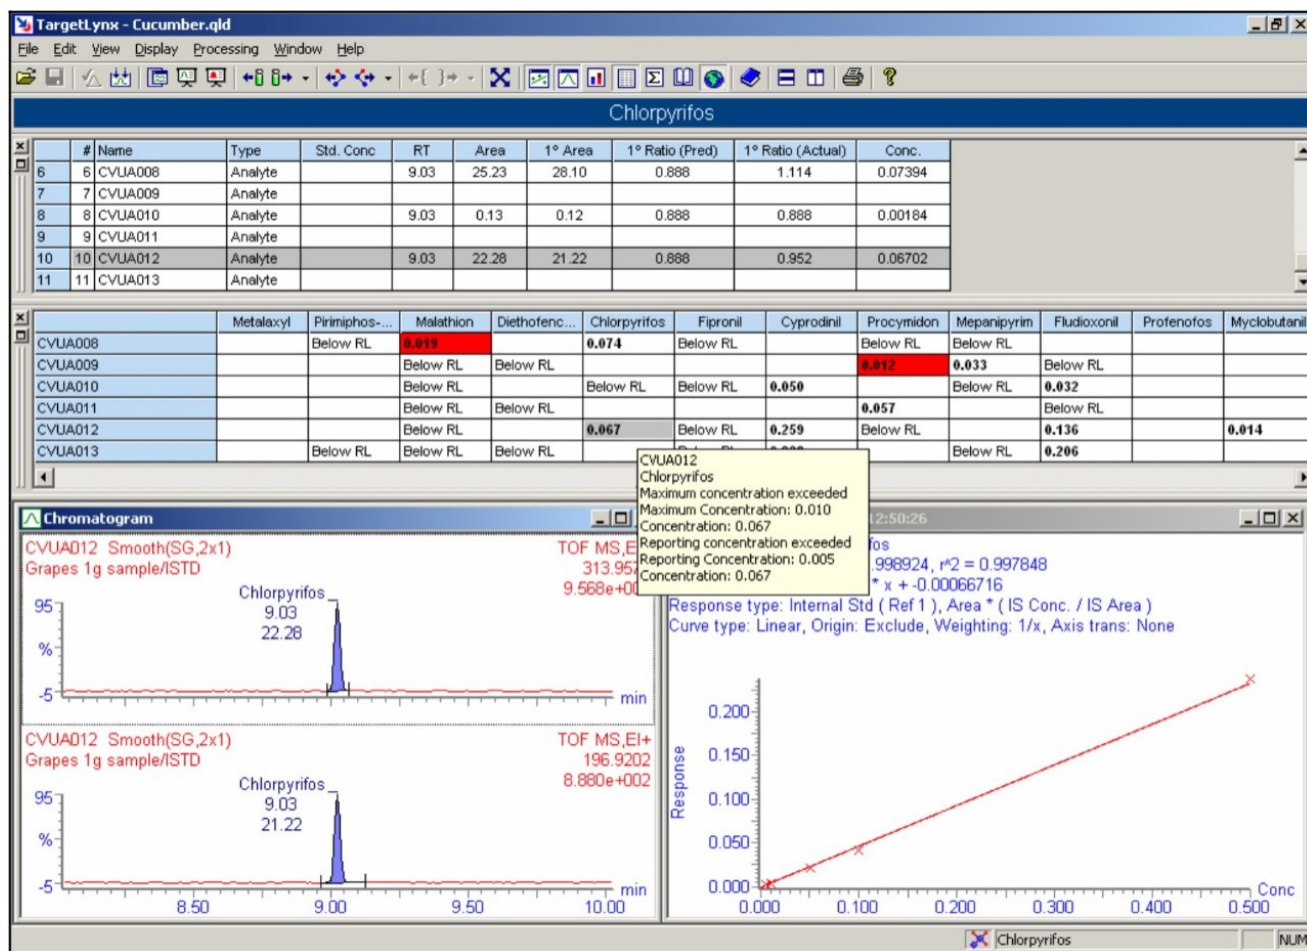 TargetLynx - Cucumber.qld
File Edit View Display Processing Window Help
Chlorpyrifos
# Name Type Std. Conc RT Area 1º Area 1º Ratio (Pred) 1º Ratio (Actual) Conc.
6 6 CVUA008 Analyte 9.03 25.23 28.10 0.888 1.114 0.07394
7 7 CVUA009 Analyte
8 8 CVUA010 Analyte 9.03 0.13 0.12 0.888 0.888 0.00184
9 9 CVUA011 Analyte
10 10 CVUA012 Analyte 9.03 22.28 21.22 0.888 0.952 0.06702
11 11 CVUA013 Analyte
Metalaxyl Pirimiphos-... Malathion Diethofenc... Chlorpyrifos Fipronil Cyprodinil Procymidon Mepanipyrim Fludioxonil Profenofos Myclobutanil
CVUA008 Below RL 0.019 0.074 Below RL Below RL Below RL
CVUA009 Below RL Below RL 0.012 0.033 Below RL
CVUA010 Below RL Below RL Below RL 0.050 Below RL 0.032
CVUA011 Below RL Below RL 0.057 Below RL
CVUA012 Below RL 0.067 Below RL 0.259 Below RL 0.136 0.014
CVUA013 Below RL Below RL Below RL Below RL 0.206
CVUA012
Chlorpyrifos
Maximum concentration exceeded
Maximum Concentration: 0.010
Concentration: 0.067
Reporting concentration exceeded
Reporting Concentration: 0.005
Concentration: 0.067
Chromatogram
CVUA012 Smooth(SG,2x1) TOF MS,E
Grapes 1g sample/ISTD 313.957
9.568e+00
Chlorpyrifos
9.03
22.28
95
%
-5
min
CVUA012 Smooth(SG,2x1) TOF MS,EI+
Grapes 1g sample/ISTD 196.9202
8.880e+002
Chlorpyrifos
9.03
21.22
95
%
-5
min
8.50 9.00 9.50 10.00
2:50:26
fos
.998924, r^2 = 0.997848
* x + -0.00066716
Response type: Internal Std ( Ref 1 ), Area * ( IS Conc. / IS Area )
Curve type: Linear, Origin: Exclude, Weighting: 1/x, Axis trans: None
Response
0.200
0.150
0.100
0.050
0.000
Conc
0.000 0.100 0.200 0.300 0.400 0.500
Chlorpyrifos NUM